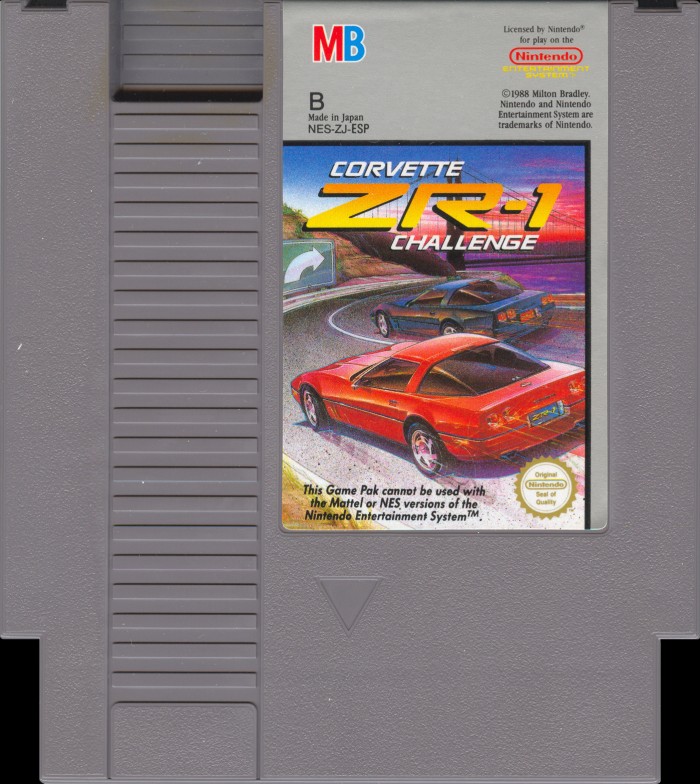 MB
Licensed by Nintendo®
for play on the
Nintendo
ENTERTAINMENT
SYSTEM
B
Made in Japan
NES-ZJ-ESP
©1988 Milton Bradley.
Nintendo and Nintendo
Entertainment System are
trademarks of Nintendo.
CORVETTE
ZR-1
CHALLENGE
This Game Pak cannot be used with
the Mattel or NES versions of the
Nintendo Entertainment System™.
Original
Nintendo
Seal of
Quality